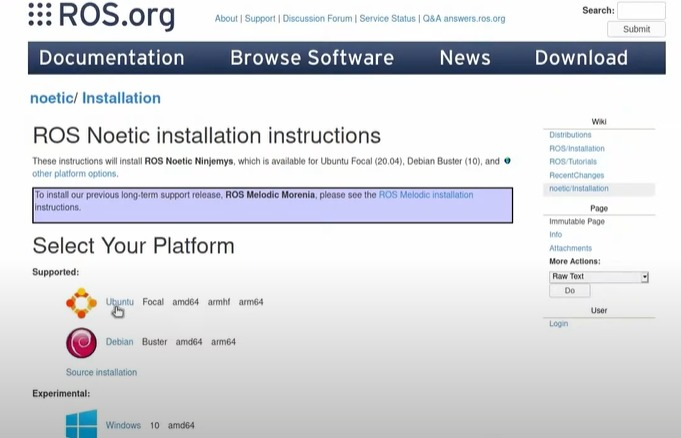 ROS.org
About | Support | Discussion Forum | Service Status | Q&A answers.ros.org
Search:
Submit
Documentation
Browse Software
News
Download
noetic/ Installation
ROS Noetic installation instructions
These instructions will install ROS Noetic Ninjemys, which is available for Ubuntu Focal (20.04), Debian Buster (10), and
other platform options.
To install our previous long-term support release, ROS Melodic Morenia, please see the ROS Melodic installation
instructions.
Select Your Platform
Supported:
Ubuntu Focal amd64 armhf arm64
Debian Buster amd64 arm64
Source installation
Experimental:
Windows 10 amd64
Wiki
Distributions
ROS/Installation
ROS/Tutorials
RecentChanges
noetic/Installation
Page
Immutable Page
Info
Attachments
More Actions:
Raw Text
Do
User
Login